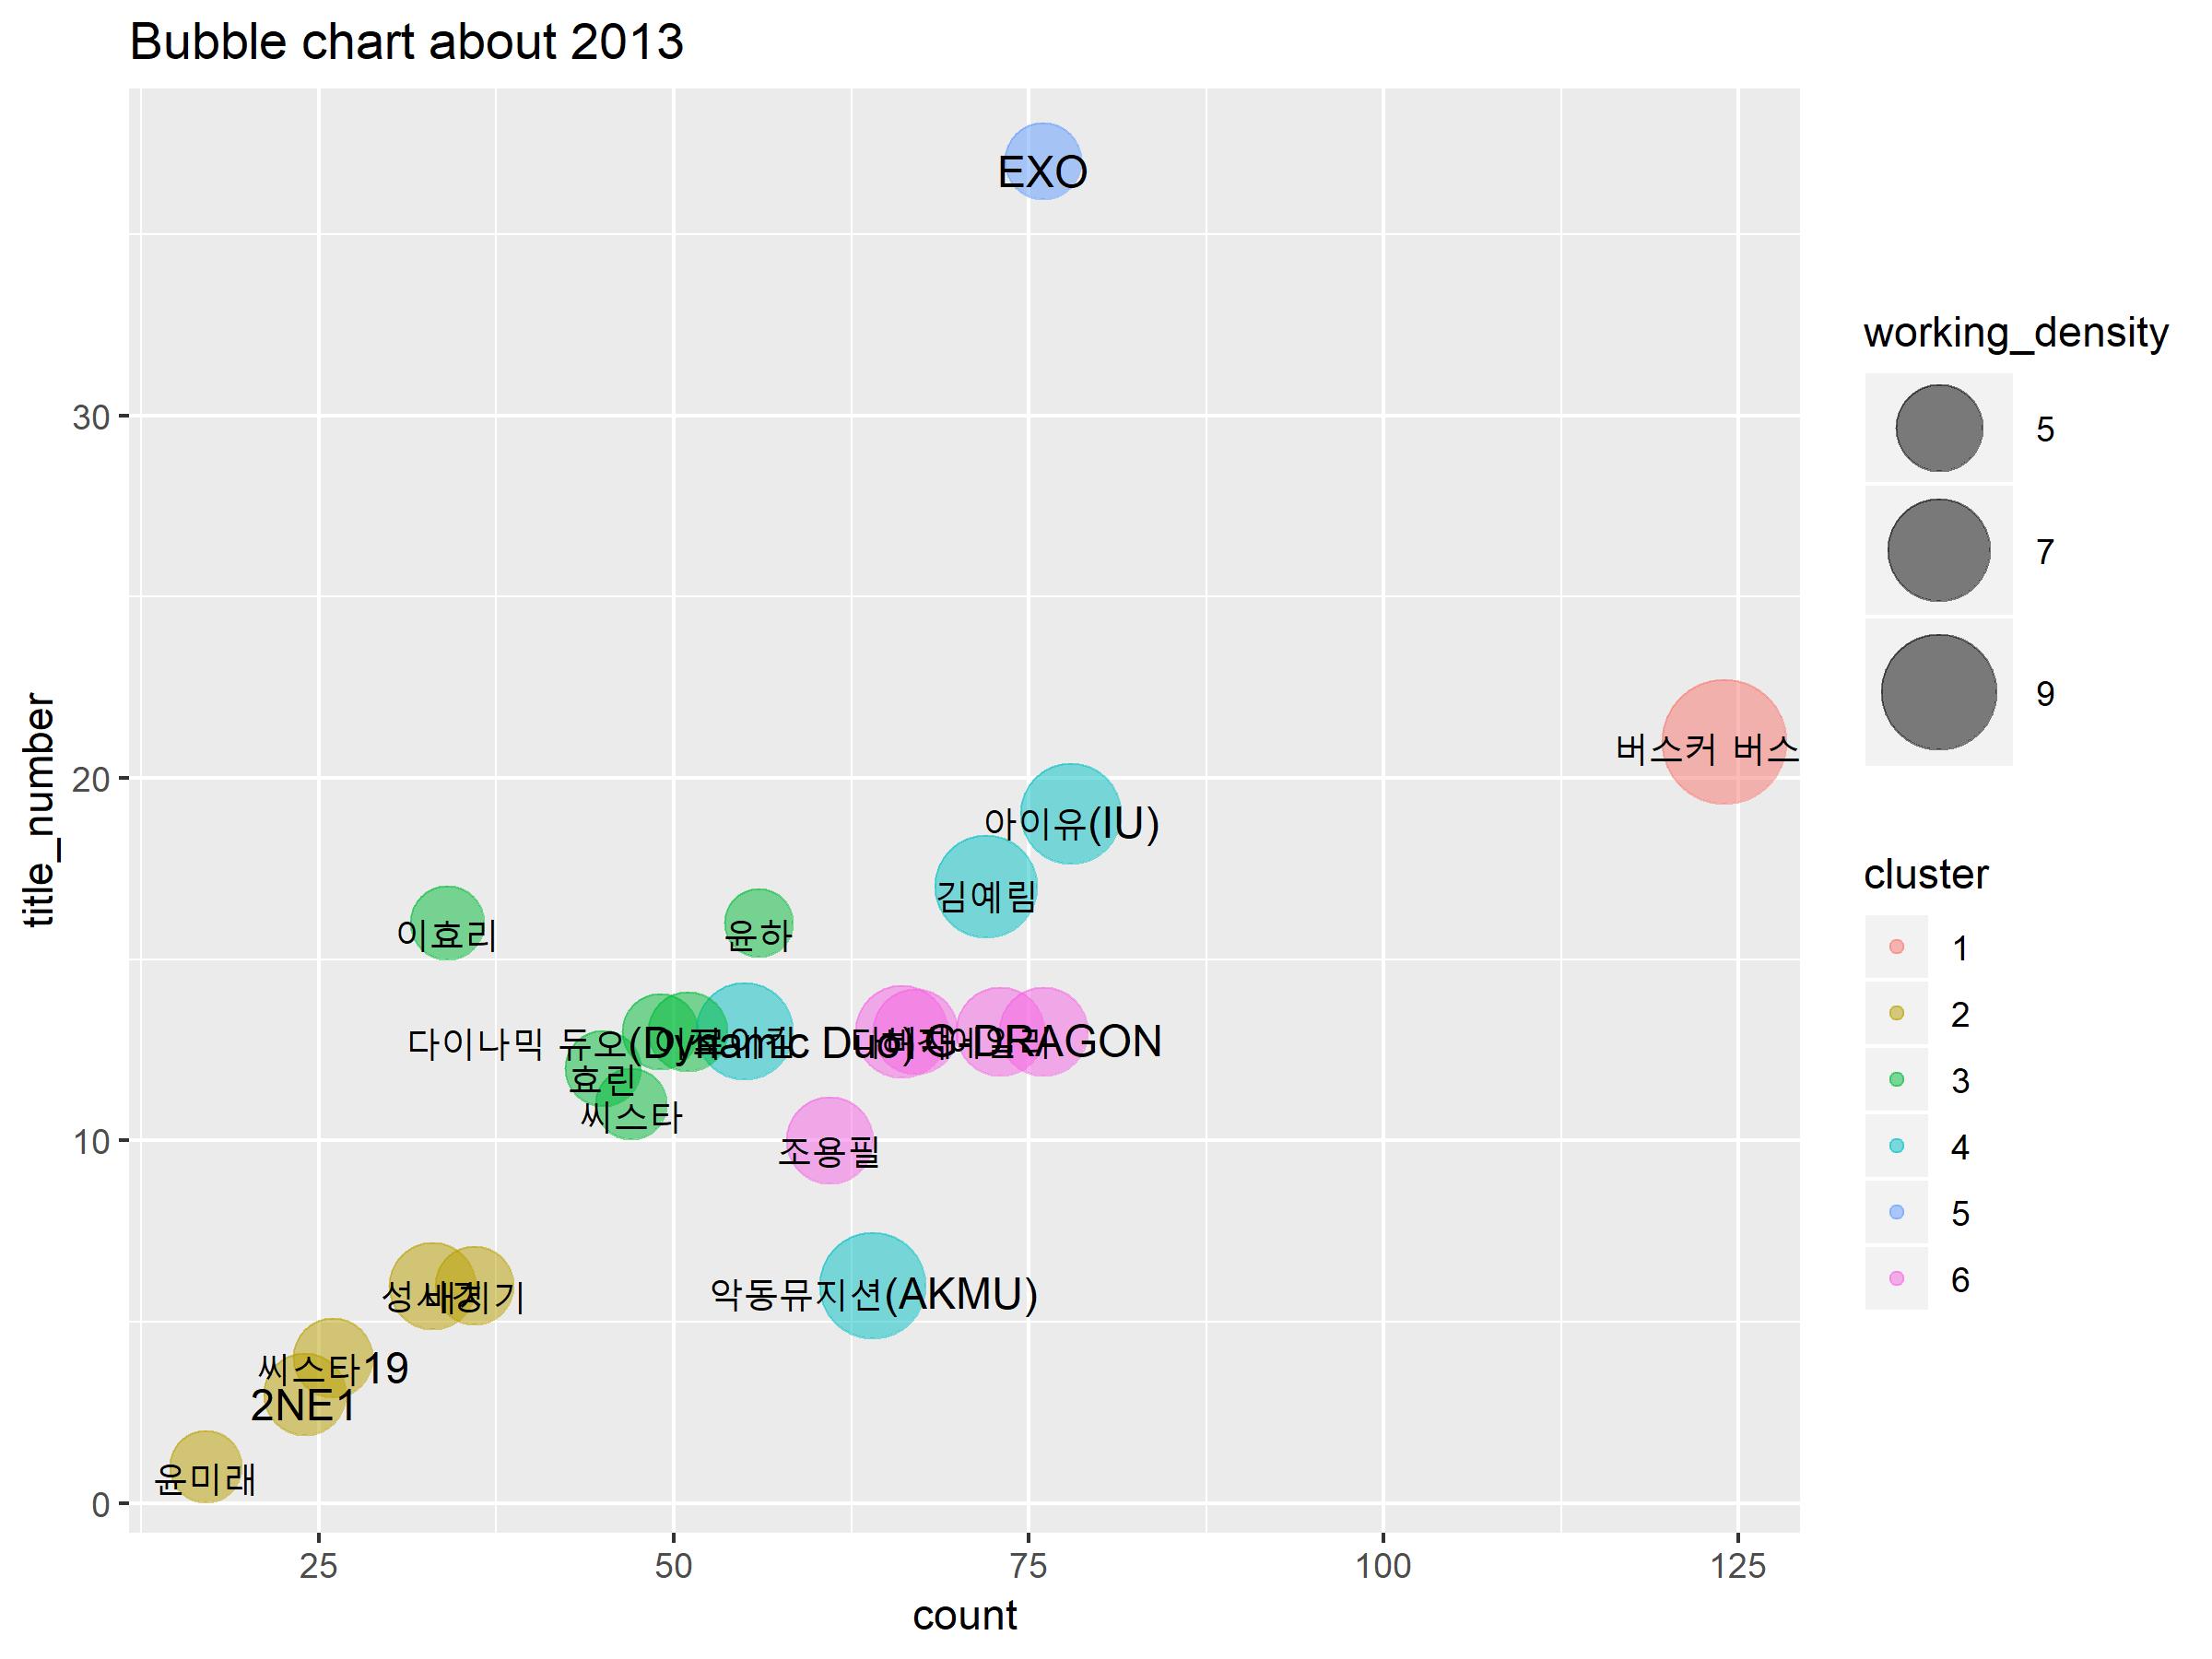 Bubble chart about 2013
title_number
30
20
10
0
EXO
버스커 버스
아이유(IU)
김예림
이효리
윤하
다이나믹 듀오(Dynamic Duo)
G-DRAGON
효린
씨스타
조용필
악동뮤지션(AKMU)
배치기
씨스타19
2NE1
윤미래
25
50
75
100
125
count
working_density
5
7
9
cluster
1
2
3
4
5
6